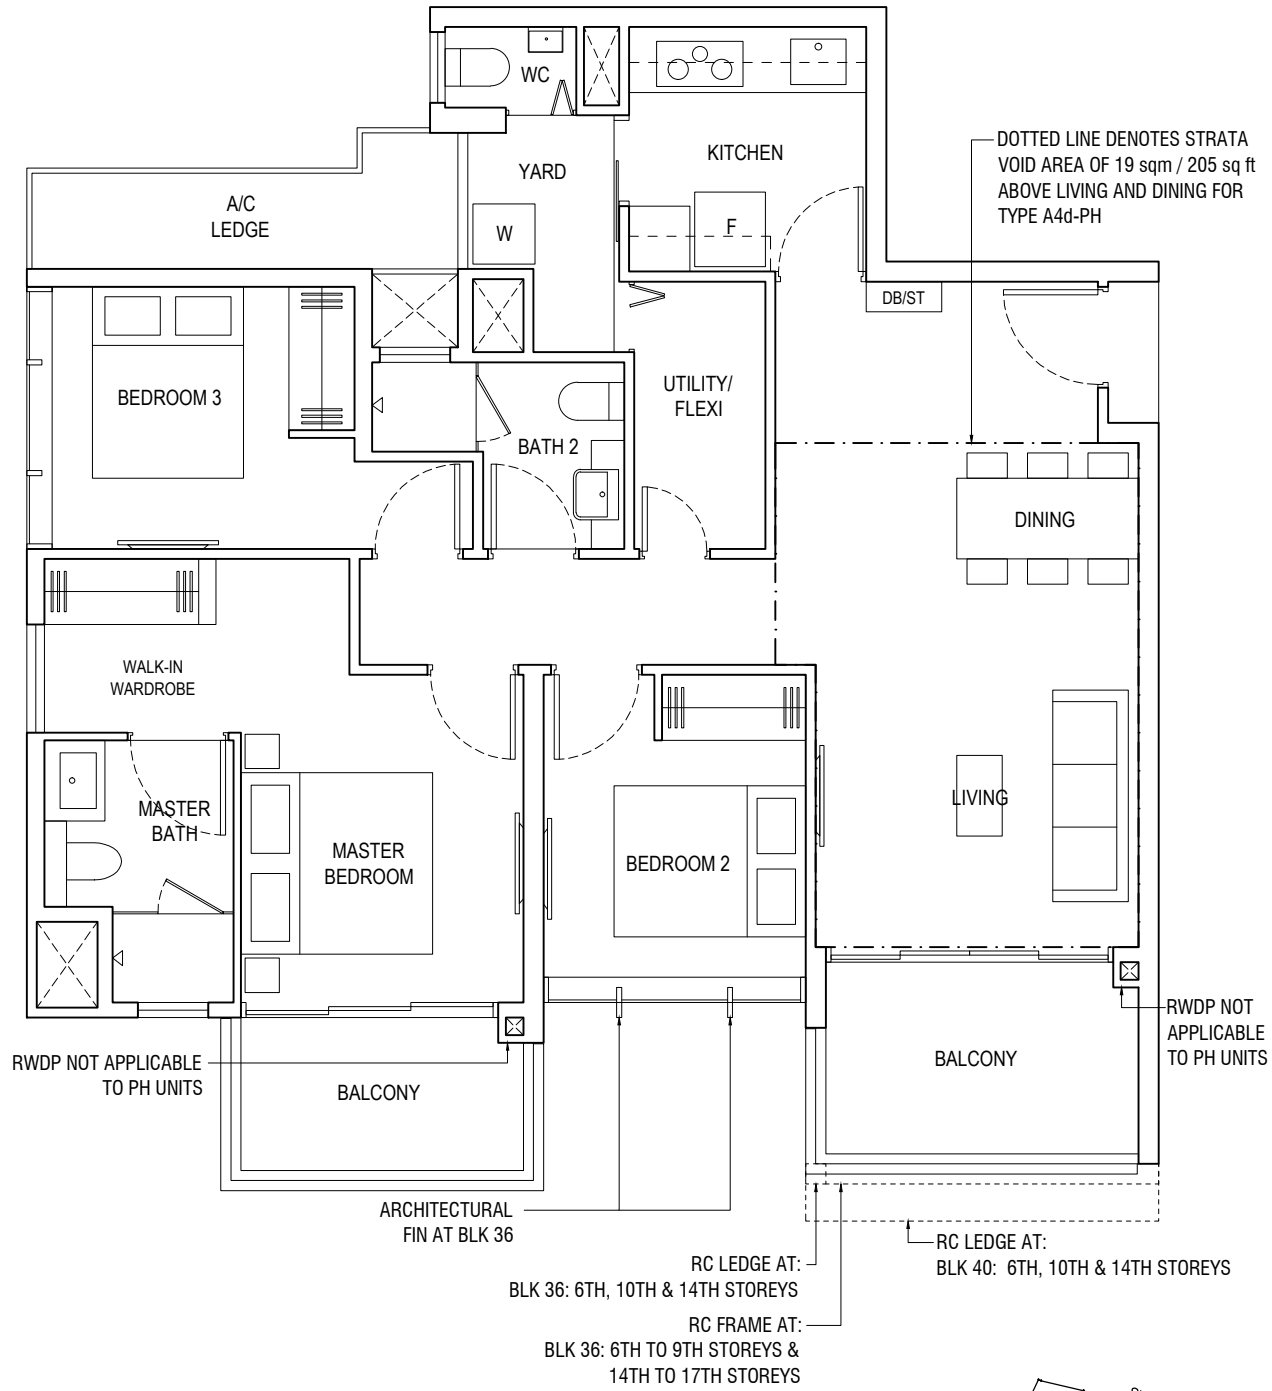 WC
KITCHEN
YARD
DOTTED LINE DENOTES STRATA
VOID AREA OF 19 sqm / 205 sq ft
ABOVE LIVING AND DINING FOR
TYPE A4d-PH
A/C
LEDGE
W
F
DB/ST
BEDROOM 3
UTILITY/
FLEXI
BATH 2
DINING
WALK-IN
WARDROBE
MASTER
BATH
MASTER
BEDROOM
BEDROOM 2
LIVING
RWDP NOT APPLICABLE
TO PH UNITS
BALCONY
BALCONY
RWDP NOT
APPLICABLE
TO PH UNITS
ARCHITECTURAL
FIN AT BLK 36
RC LEDGE AT:
BLK 36: 6TH, 10TH & 14TH STOREYS
RC LEDGE AT:
BLK 40: 6TH, 10TH & 14TH STOREYS
RC FRAME AT:
BLK 36: 6TH TO 9TH STOREYS &
14TH TO 17TH STOREYS